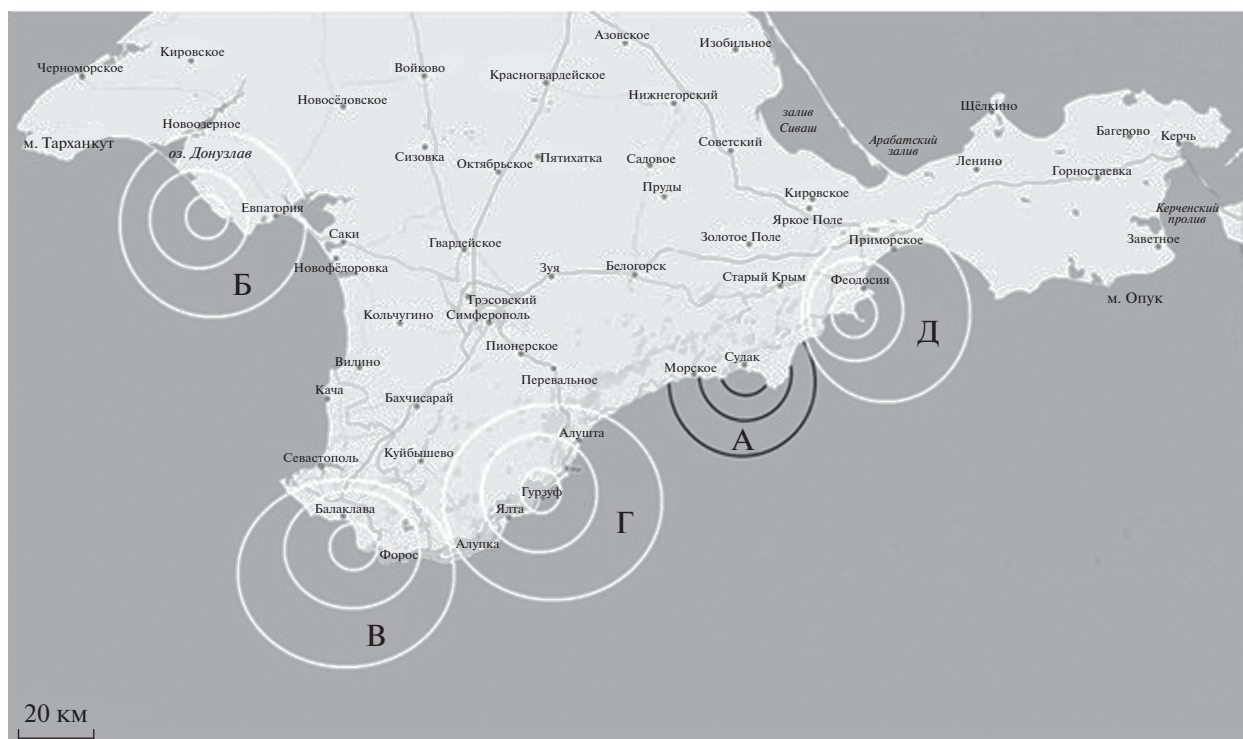 Азовское
Изобильное
Кировское
Черноморское
Войково
Красногвардейское
Новосёловское
Нижнегорский
Щёлкино
залив
Сиваш
Новоозерное
м. Тарханкут
оз. Донузлав
Арабатский
залив
Багерово
Керчь
Советский
Сизовка
Октябрьское
Пятихатка
Садовое
Ленино
Горностаевка
Пруды
Кировское
Евпатория
Яркое Поле
Керченский
пролив
Саки
Гвардейское
Золотое Поле
Приморское
Заветное
Новофёдоровка
Зуя
Белогорск
Старый Крым
Феодосия
Б
м. Опук
Трэсовский
Кольчугино
Симферополь
Д
Пионерское
Судак
Вилино
Морское
Перевальное
Кача
Бахчисарай
Алушта
А
Севастополь
Куйбышево
Гурзуф
Балаклава
Ялта
Г
Форос
Алупка
В
20 км